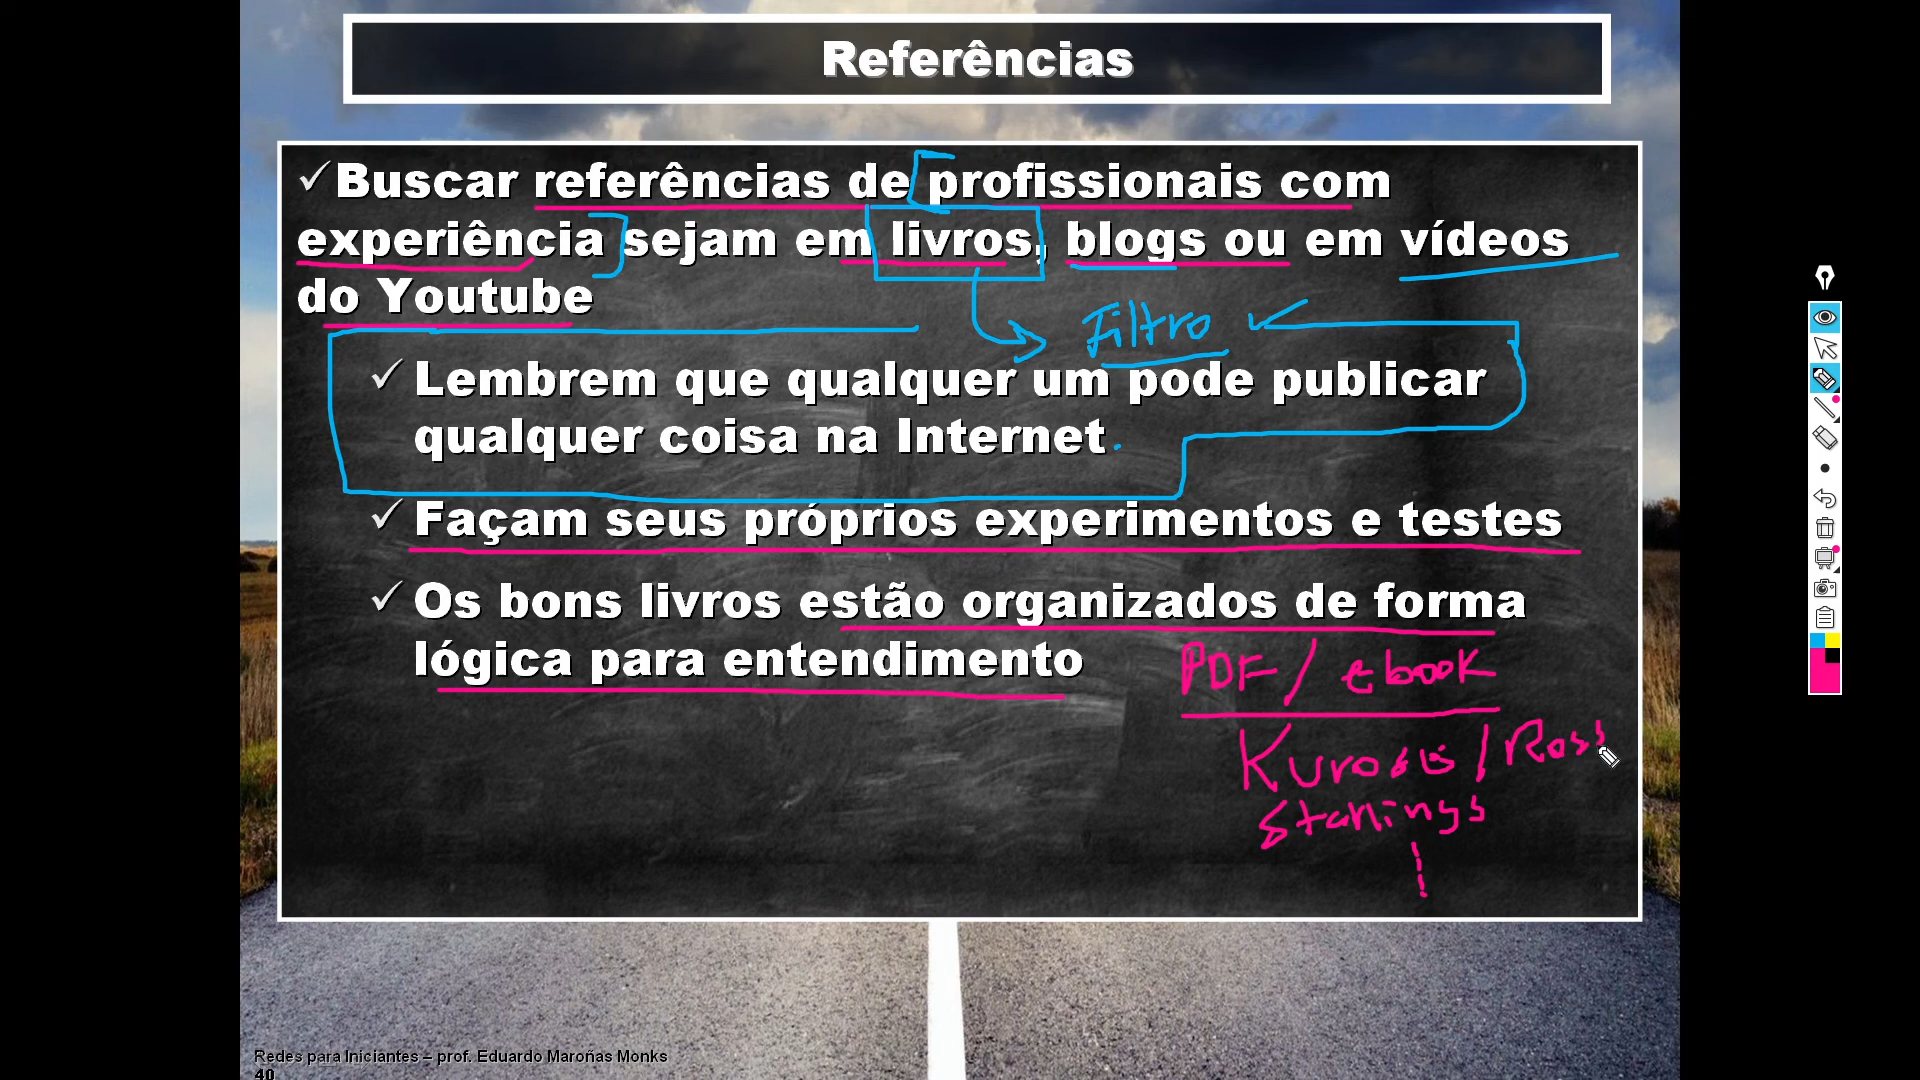 Referências
✓Buscar referências de profissionais com
experiência sejam em livros, blogs ou em vídeos
do Youtube
Filtro
✓ Lembrem que qualquer um pode publicar
qualquer coisa na Internet
✓ Façam seus próprios experimentos e testes
✓ Os bons livros estão organizados de forma
lógica para entendimento
PDF / ebook
/ Ross
Stallings
Redes para Iniciantes – prof. Eduardo Maroñas Monks
40